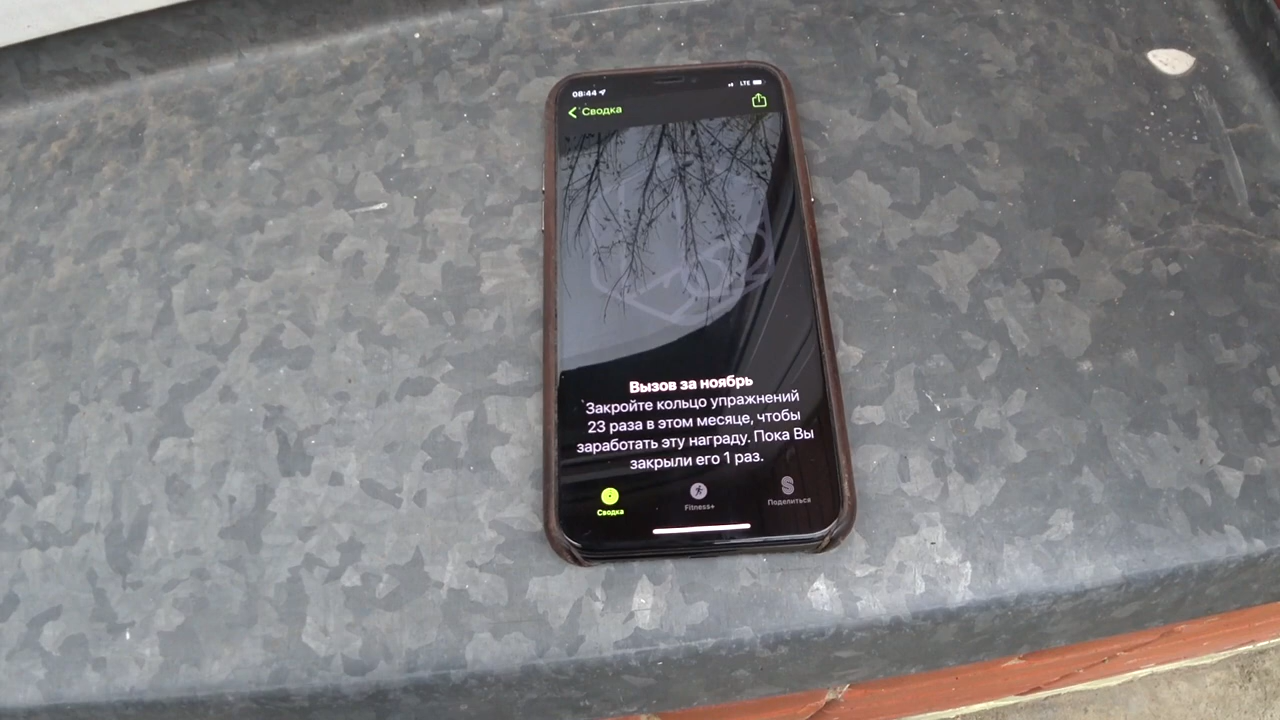 08:44
LTE
Сводка
Вызов за ноябрь
Закройте кольцо упражнений
23 раза в этом месяце, чтобы
заработать эту награду. Пока Вы
закрыли его 1 раз.
Сводка
Fitness+
Поделиться